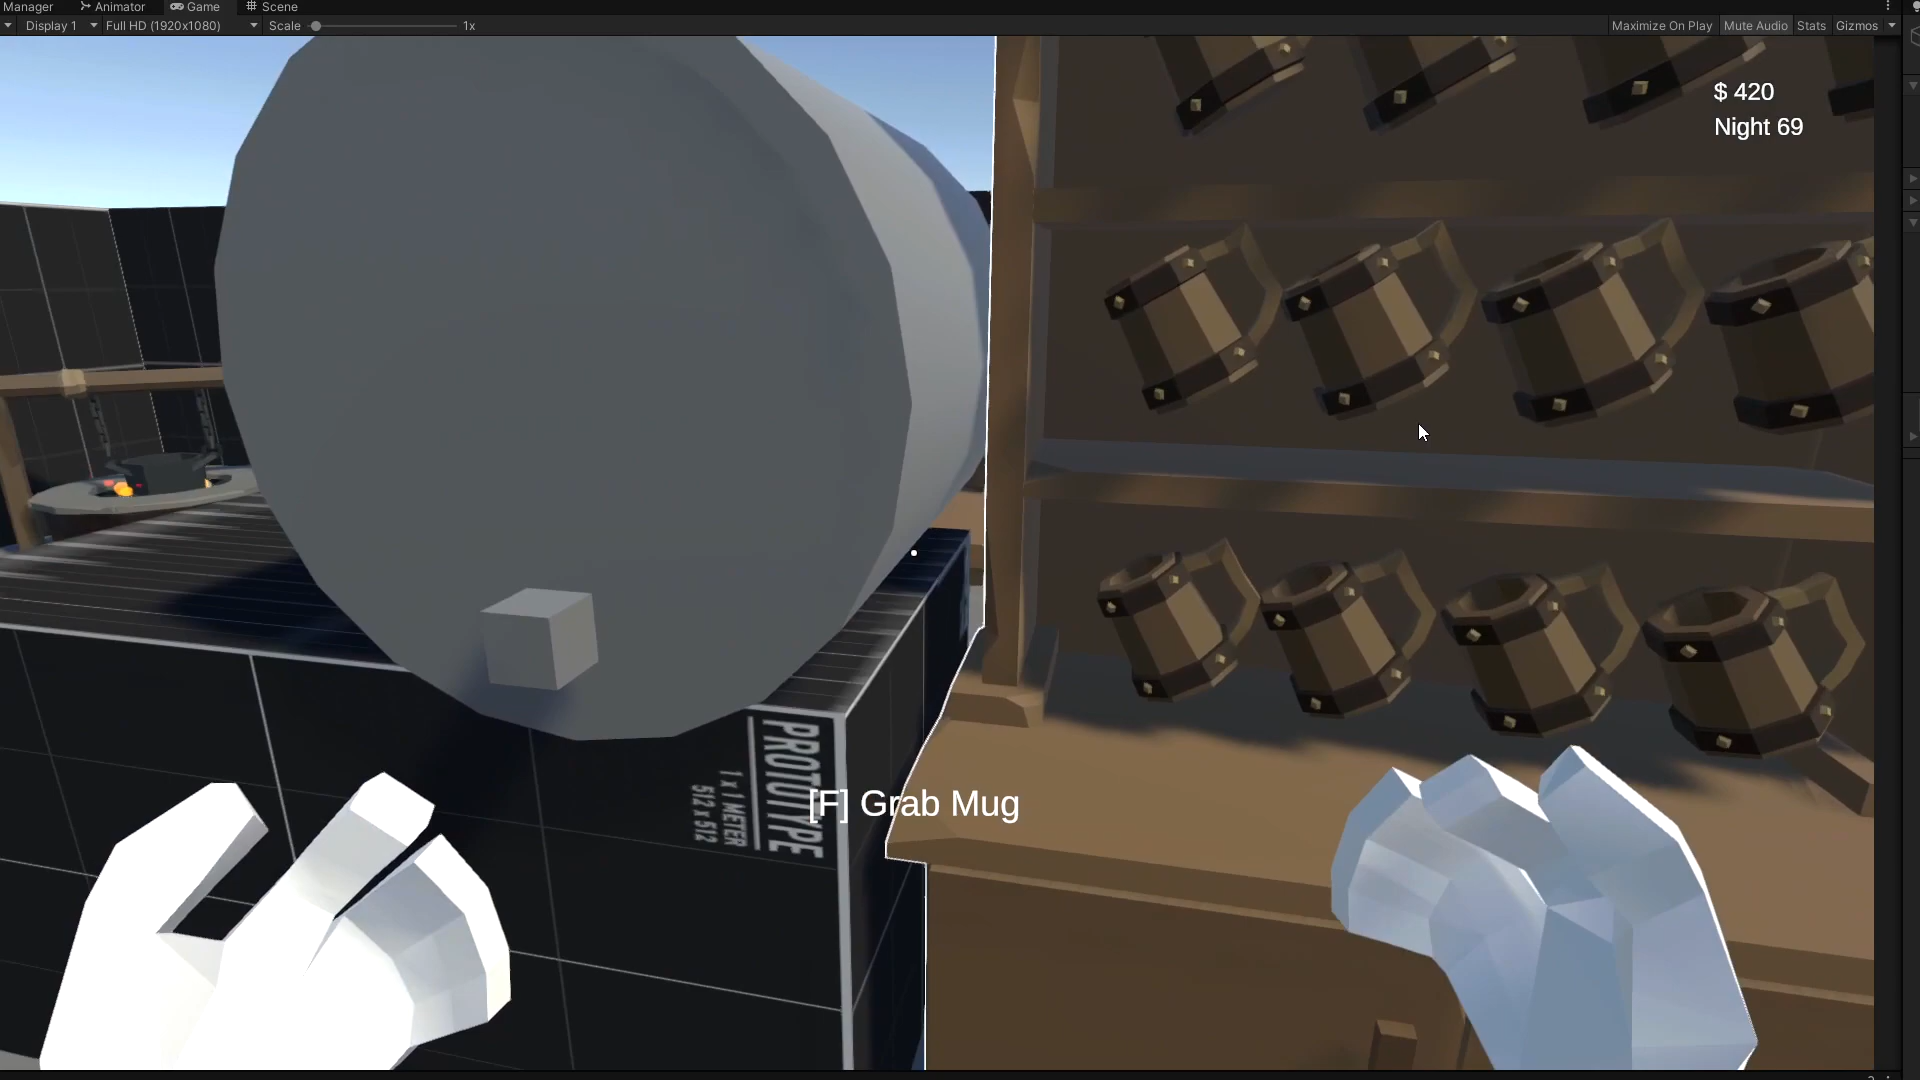 Manager Animator Game Scene
Display 1 Full HD (1920x1080) Scale 1x Maximize On Play Mute Audio Stats Gizmos
$ 420
Night 69
PROTOTYPE
1 x 1 METER
512 x 512
[F] Grab Mug